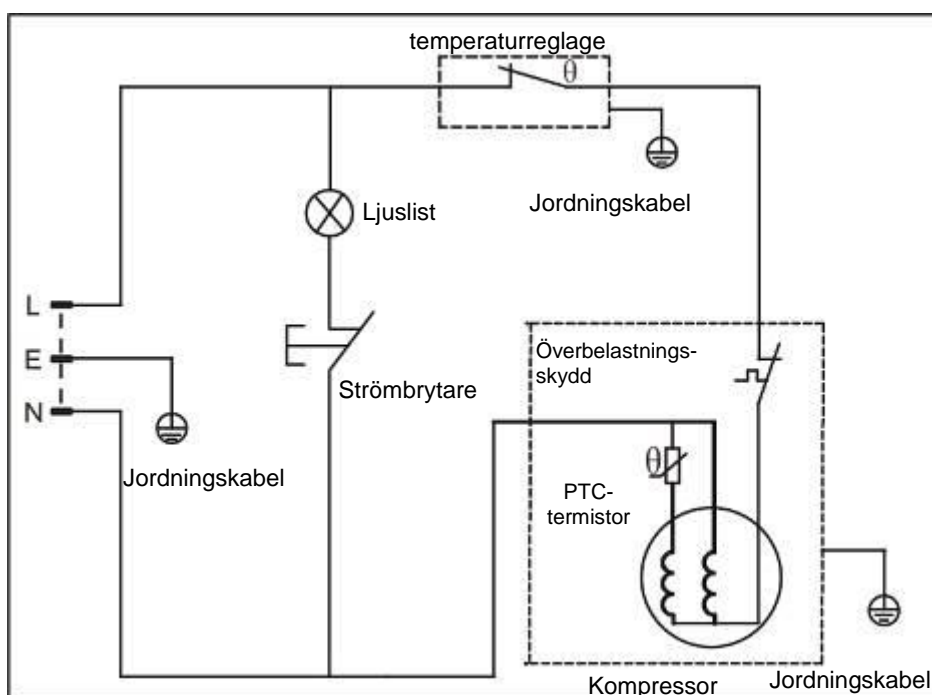 temperaturreglage
θ
Jordningskabel
Ljuslist
L
E
N
Strömbrytare
Jordningskabel
Överbelastnings-
skydd
θ
PTC-
termistor
Kompressor
Jordningskabel